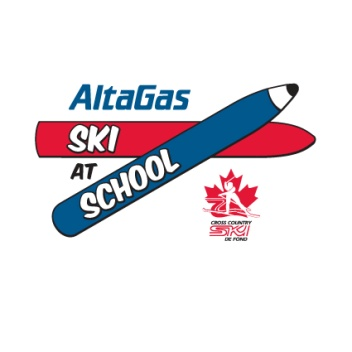 AltaGas
SKI
AT
SCHOOL
CROSS COUNTRY
SKI
DE FOND